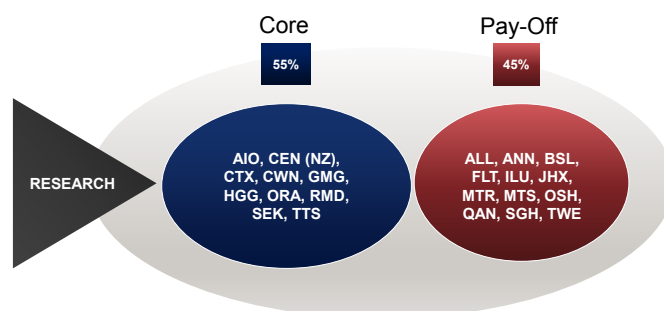 Core
Pay-Off
55%
45%
RESEARCH
AIO, CEN (NZ),
CTX, CWN, GMG,
HGG, ORA, RMD,
SEK, TTS
ALL, ANN, BSL,
FLT, ILU, JHX,
MTR, MTS, OSH,
QAN, SGH, TWE